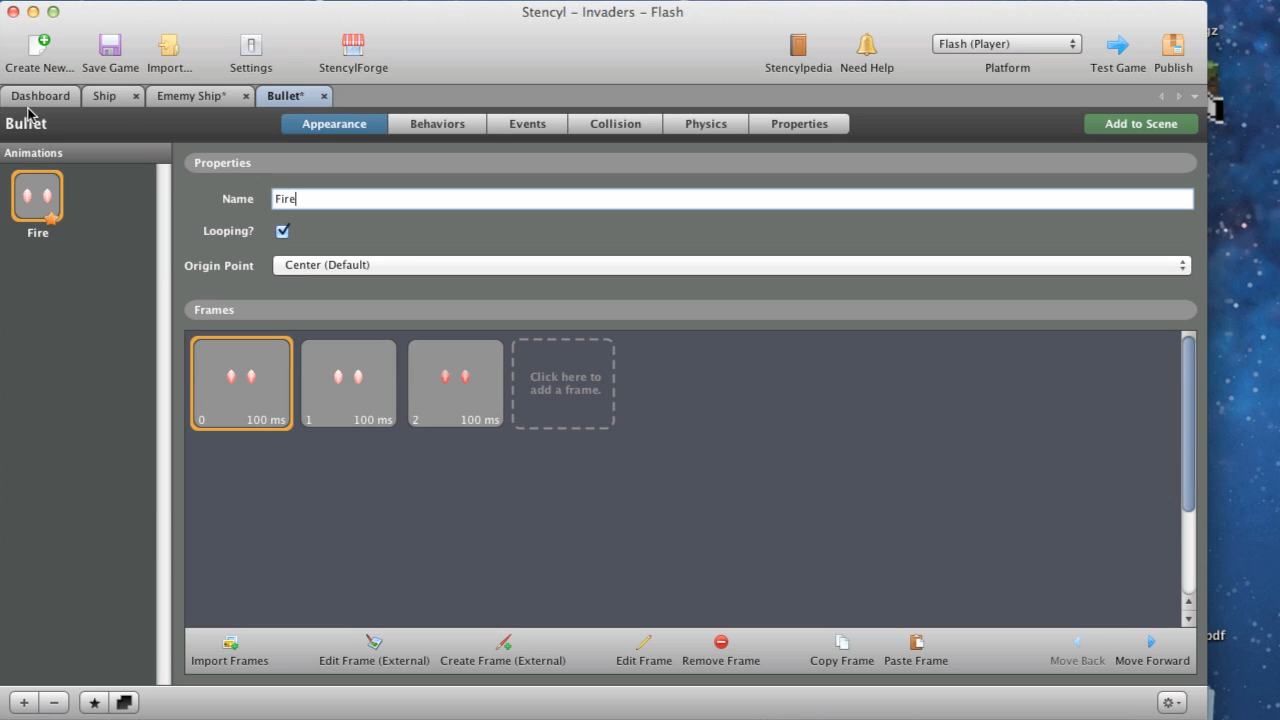 Stencyl – Invaders – Flash
Create New... Save Game Import... Settings StencylForge Stencylpedia Need Help Flash (Player) Platform Test Game Publish
Dashboard Ship Ememy Ship* Bullet*
Bullet Appearance Behaviors Events Collision Physics Properties Add to Scene
Animations
Fire
Properties
Name Fire
Looping?
Origin Point Center (Default)
Frames
0 100 ms 1 100 ms 2 100 ms
Click here to
add a frame.
Import Frames Edit Frame (External) Create Frame (External) Edit Frame Remove Frame Copy Frame Paste Frame Move Back Move Forward
gz
pdf